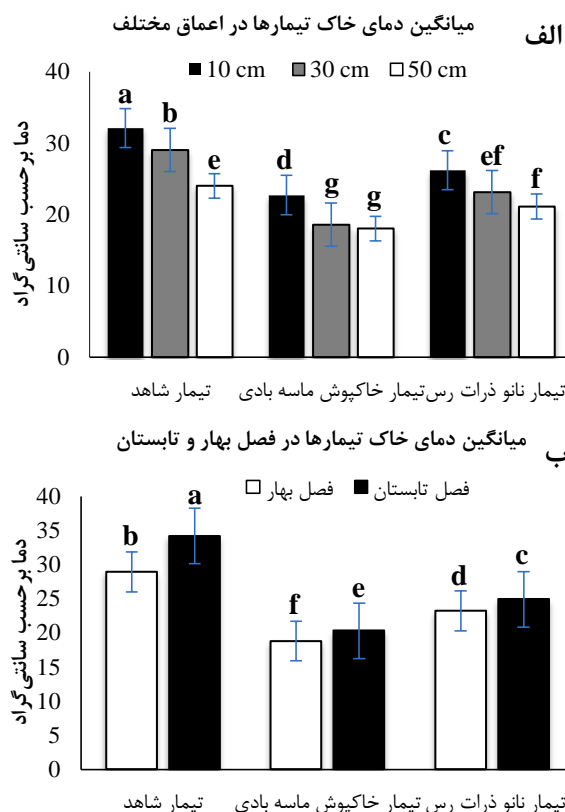 الف
میانگین دمای خاک تیمارها در اعماق مختلف
10 cm 30 cm 50 cm
دما برحسب سانتی‌گراد
40
30
20
10
0
a b e d g g c ef f
تیمار شاهد تیمار خاکپوش ماسه بادی تیمار نانو ذرات رس
ب
میانگین دمای خاک تیمارها در فصل بهار و تابستان
فصل بهار فصل تابستان
دما برحسب سانتی‌گراد
40
35
30
25
20
15
10
5
0
b a f e d c
تیمار شاهد تیمار خاکپوش ماسه بادی تیمار نانو ذرات رس